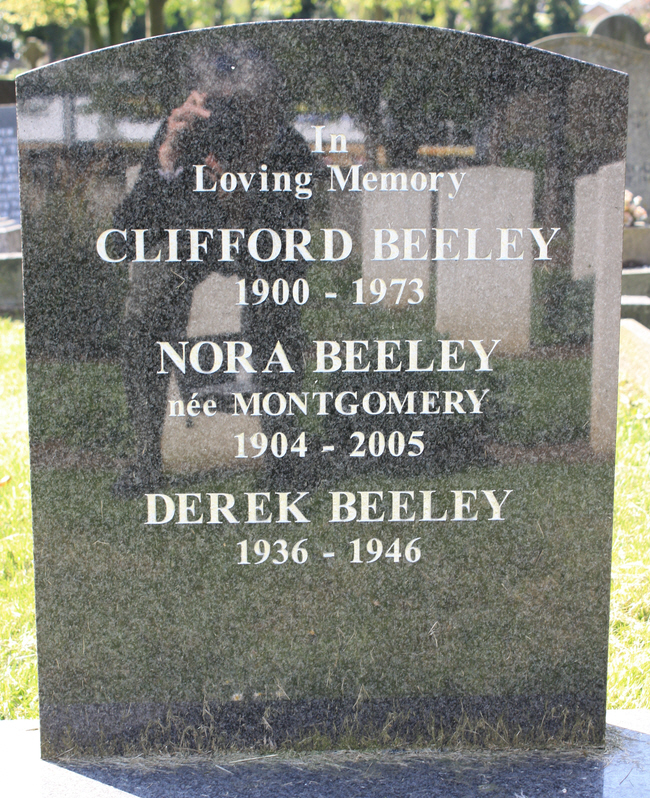 In
Loving Memory
CLIFFORD BEELEY
1900 - 1973
NORA BEELEY
née MONTGOMERY
1904 - 2005
DEREK BEELEY
1936 - 1946